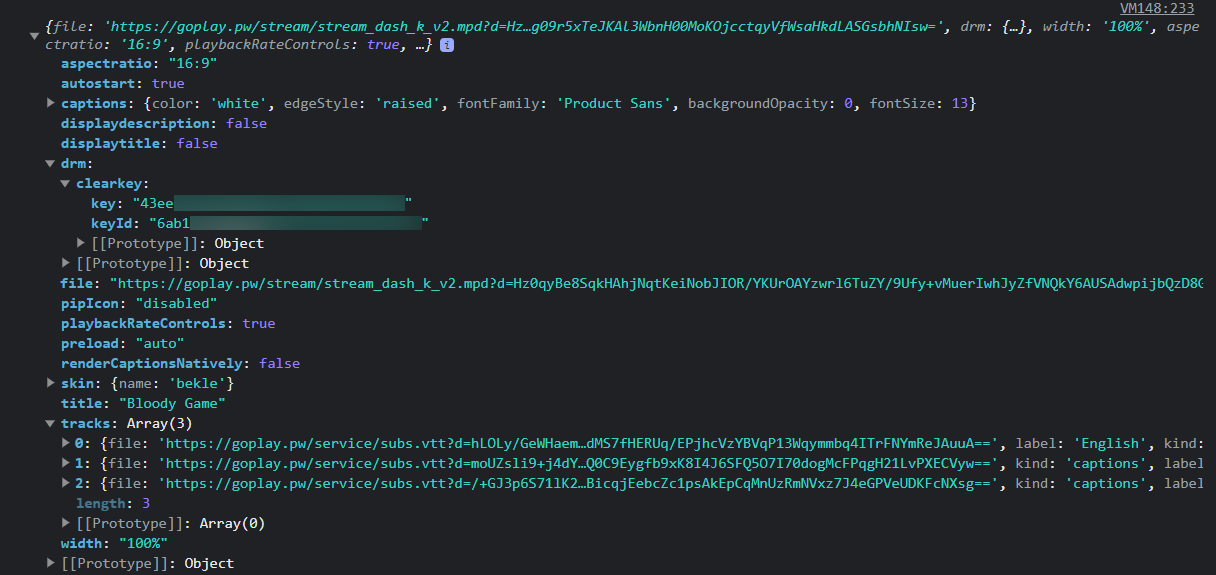 VM148:233
{file: 'https://goplay.pw/stream/stream_dash_k_v2.mpd?d=Hz…g09r5xTeJKAl3WbnH00MoKOjcctqyVfWsaHkdLASGsbhNIsw=', drm: {…}, width: '100%', aspe
ctratio: '16:9', playbackRateControls: true, …} i
aspectratio: "16:9"
autostart: true
captions: {color: 'white', edgeStyle: 'raised', fontFamily: 'Product Sans', backgroundOpacity: 0, fontSize: 13}
displaydescription: false
displaytitle: false
drm:
clearkey:
key: "43ee"
keyId: "6ab1"
[[Prototype]]: Object
[[Prototype]]: Object
file: "https://goplay.pw/stream/stream_dash_k_v2.mpd?d=Hz0qyBe8SqkHAhjNqtKeiNobJIOR/YKUrOAYzwrl6TuZY/9Ufy+vMuerIwhJyZfVNQkY6AUSAdwpijbQzD8G
pipIcon: "disabled"
playbackRateControls: true
preload: "auto"
renderCaptionsNatively: false
skin: {name: 'bekle'}
title: "Bloody Game"
tracks: Array(3)
0: {file: 'https://goplay.pw/service/subs.vtt?d=hLOLy/GeWHaem…dMS7fHERUq/EPjhcVzYBVqP13Wqymmbq4ITrFNYmReJAuuA==', label: 'English', kind:
1: {file: 'https://goplay.pw/service/subs.vtt?d=moUZsli9+j4dY…Q0C9Eygfb9xK8I4J6SFQ5O7I70dogMcFPqgH21LvPXECVyw==', kind: 'captions', label
2: {file: 'https://goplay.pw/service/subs.vtt?d=/+GJ3p6S71lK2…BicqjEebcZc1psAkEpCqMnUzRmNVxz7J4eGPVeUDKFcNXsg==', kind: 'captions', label
length: 3
[[Prototype]]: Array(0)
width: "100%"
[[Prototype]]: Object